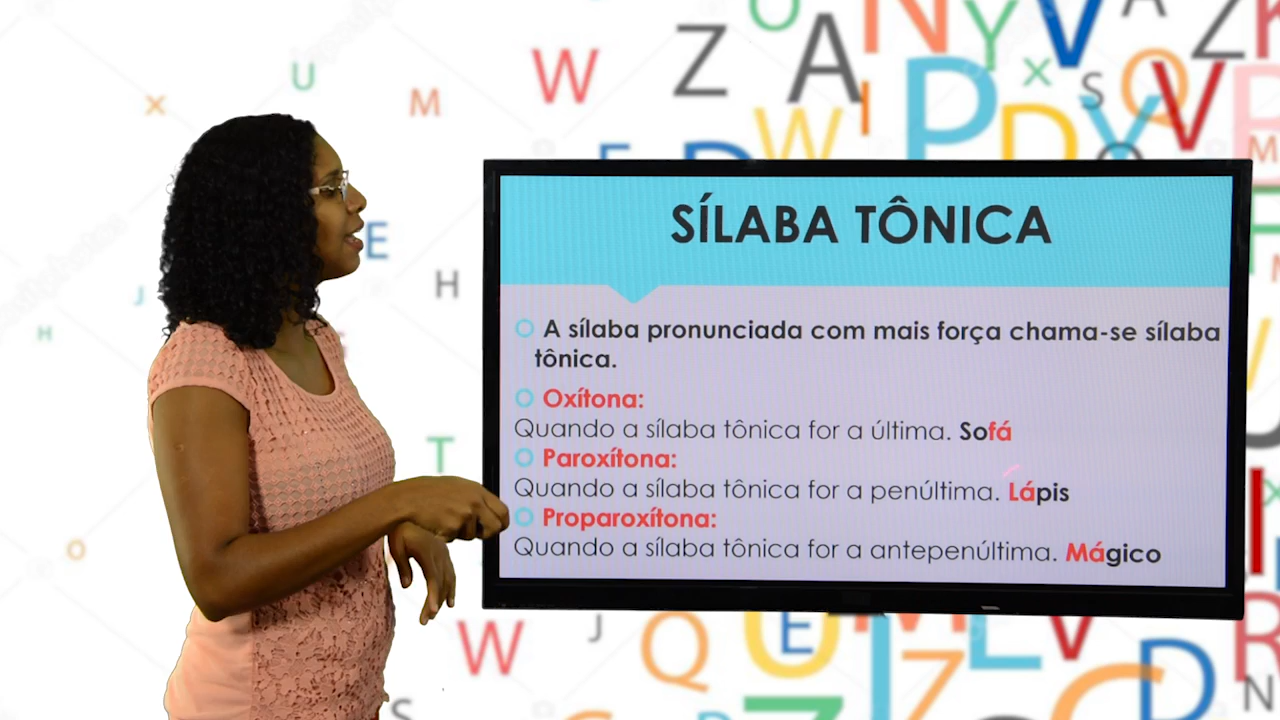 SÍLABA TÔNICA
A sílaba pronunciada com mais força chama-se sílaba
tônica.
Oxítona:
Quando a sílaba tônica for a última. Sofá
Paroxítona:
Quando a sílaba tônica for a penúltima. Lápis
Proparoxítona:
Quando a sílaba tônica for a antepenúltima. Mágico